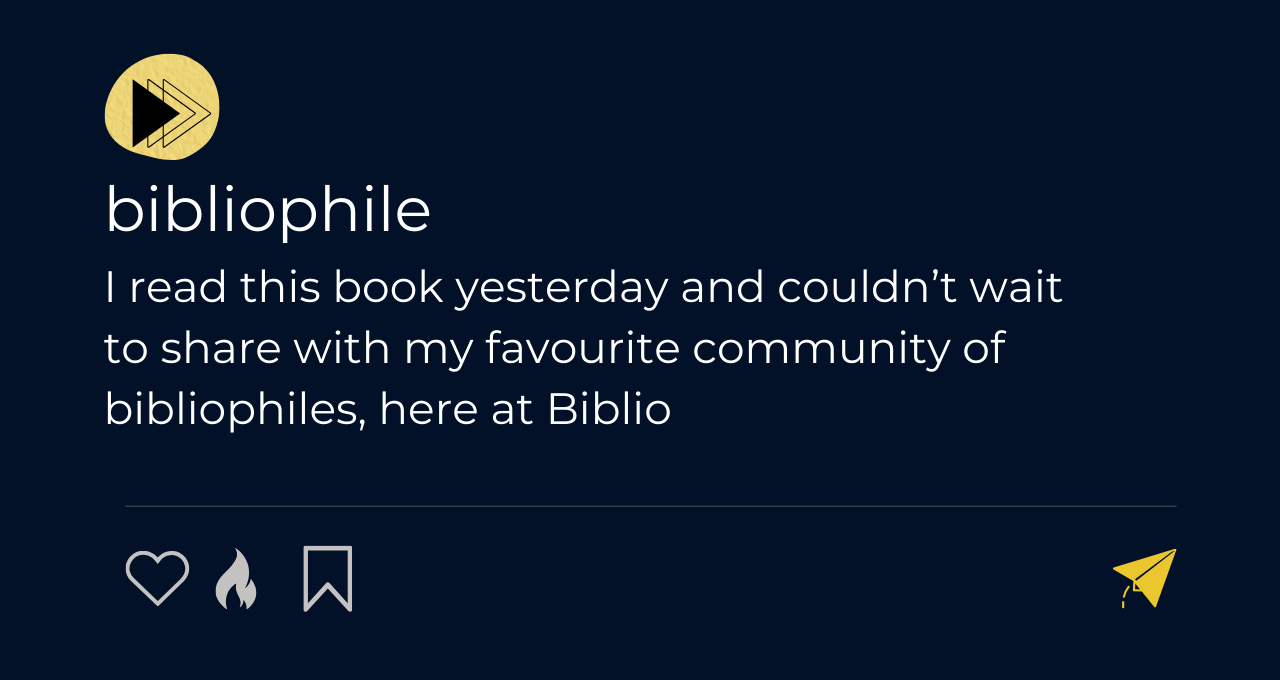 bibliophile
I read this book yesterday and couldn’t wait
to share with my favourite community of
bibliophiles, here at Biblio